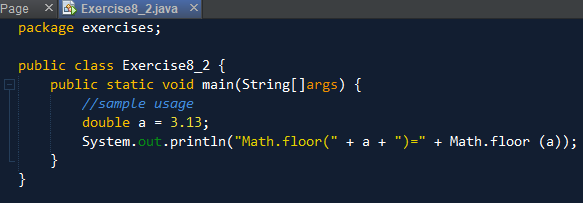 Page Exercise8_2.java
package exercises;
public class Exercise8_2 {
public static void main(String[]args) {
//sample usage
double a = 3.13;
System.out.println("Math.floor(" + a + ")=" + Math.floor (a));
}
}